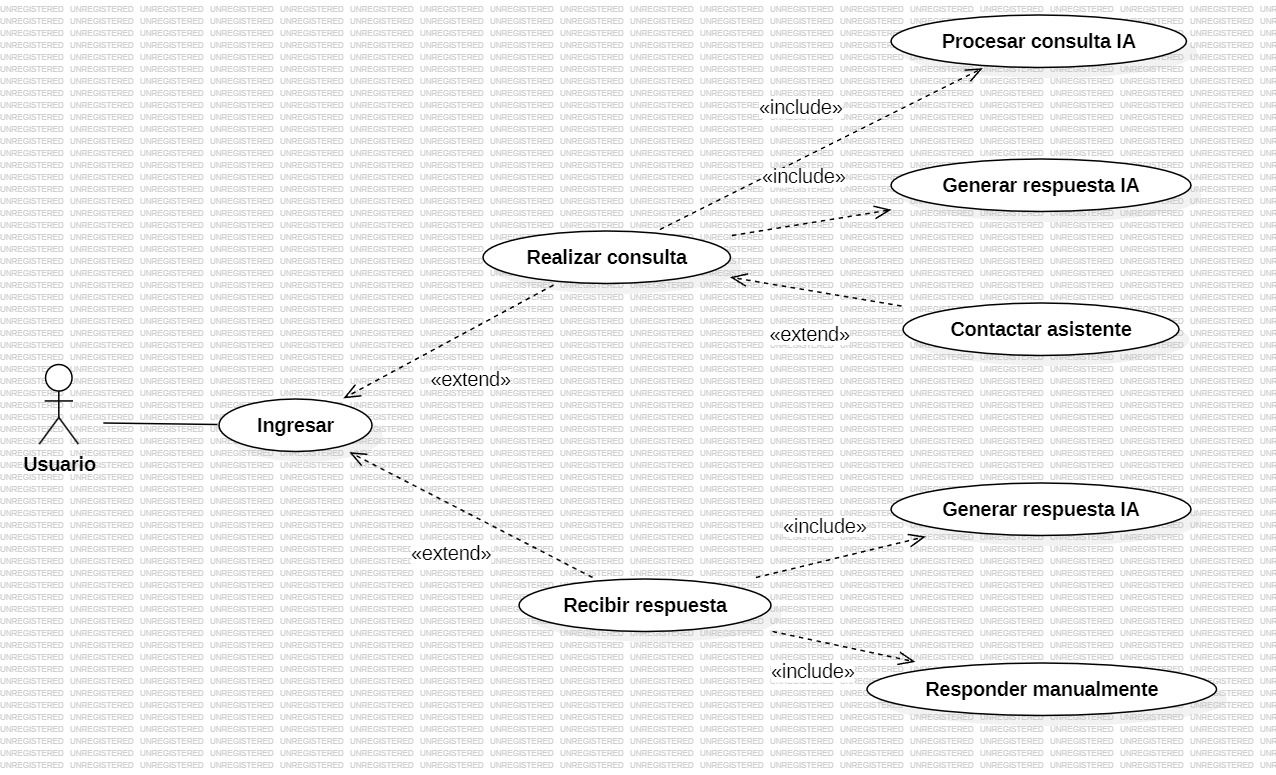 Procesar consulta IA
«include»
«include»
Generar respuesta IA
Realizar consulta
Contactar asistente
«extend»
«extend»
Ingresar
Usuario
Generar respuesta IA
«include»
«extend»
Recibir respuesta
«include»
Responder manualmente
UNREGISTERED